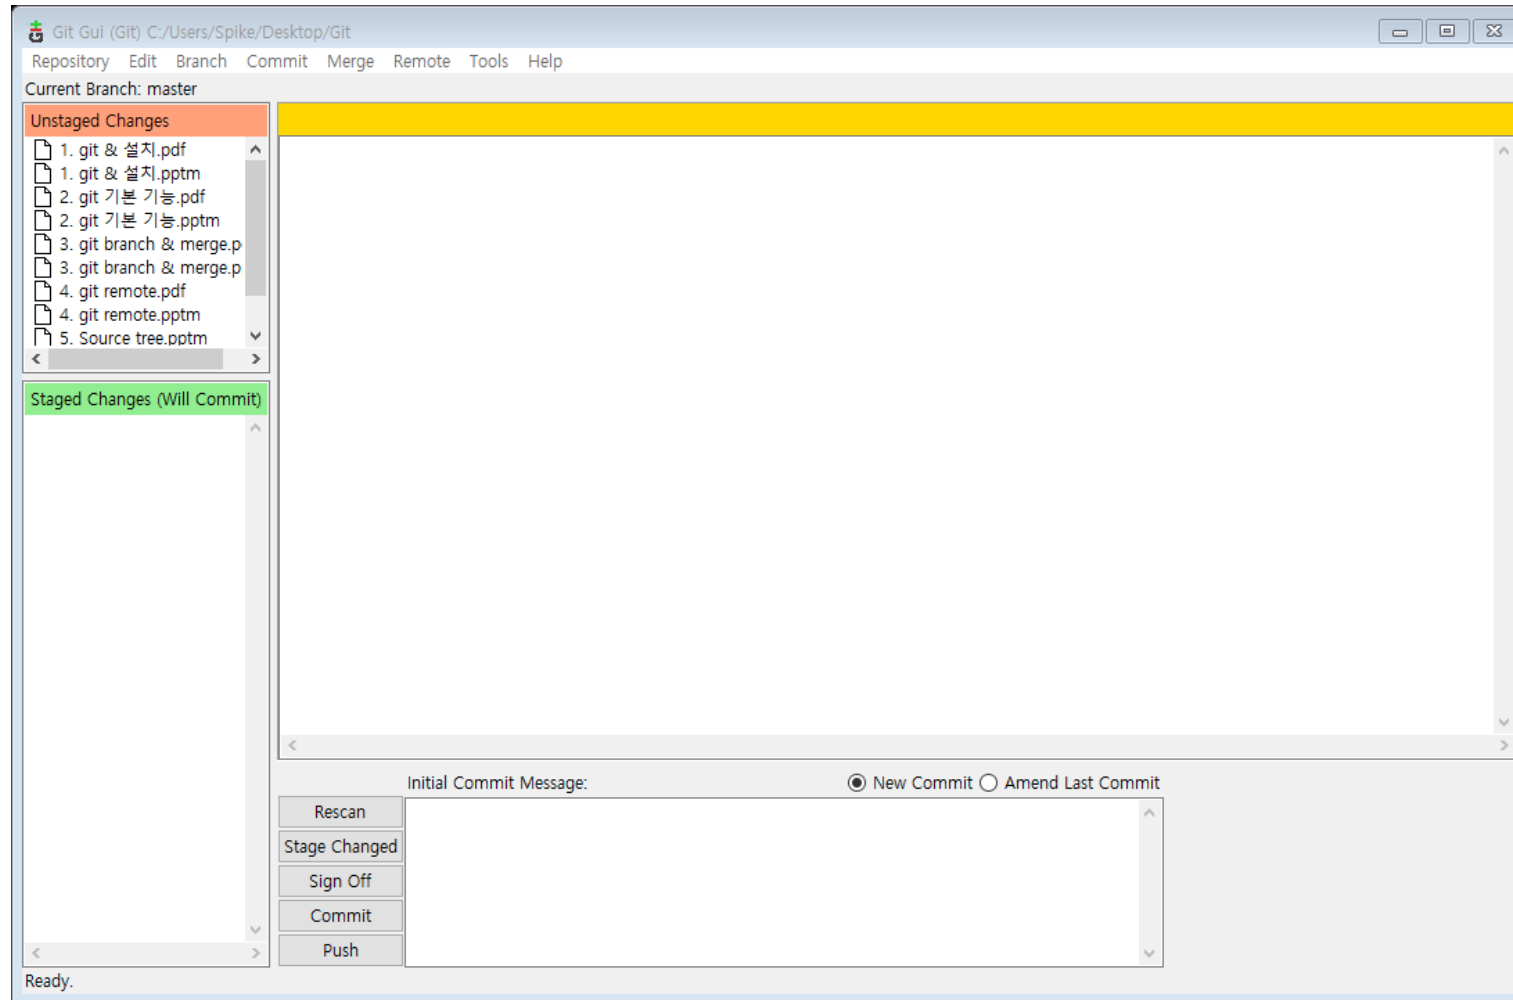 Git Gui (Git) C:/Users/Spike/Desktop/Git
Repository Edit Branch Commit Merge Remote Tools Help
Current Branch: master
Unstaged Changes
1. git & 설치.pdf
1. git & 설치.pptm
2. git 기본 기능.pdf
2. git 기본 기능.pptm
3. git branch & merge.p
3. git branch & merge.p
4. git remote.pdf
4. git remote.pptm
5. Source tree.pptm
Staged Changes (Will Commit)
Initial Commit Message:
New Commit Amend Last Commit
Rescan
Stage Changed
Sign Off
Commit
Push
Ready.